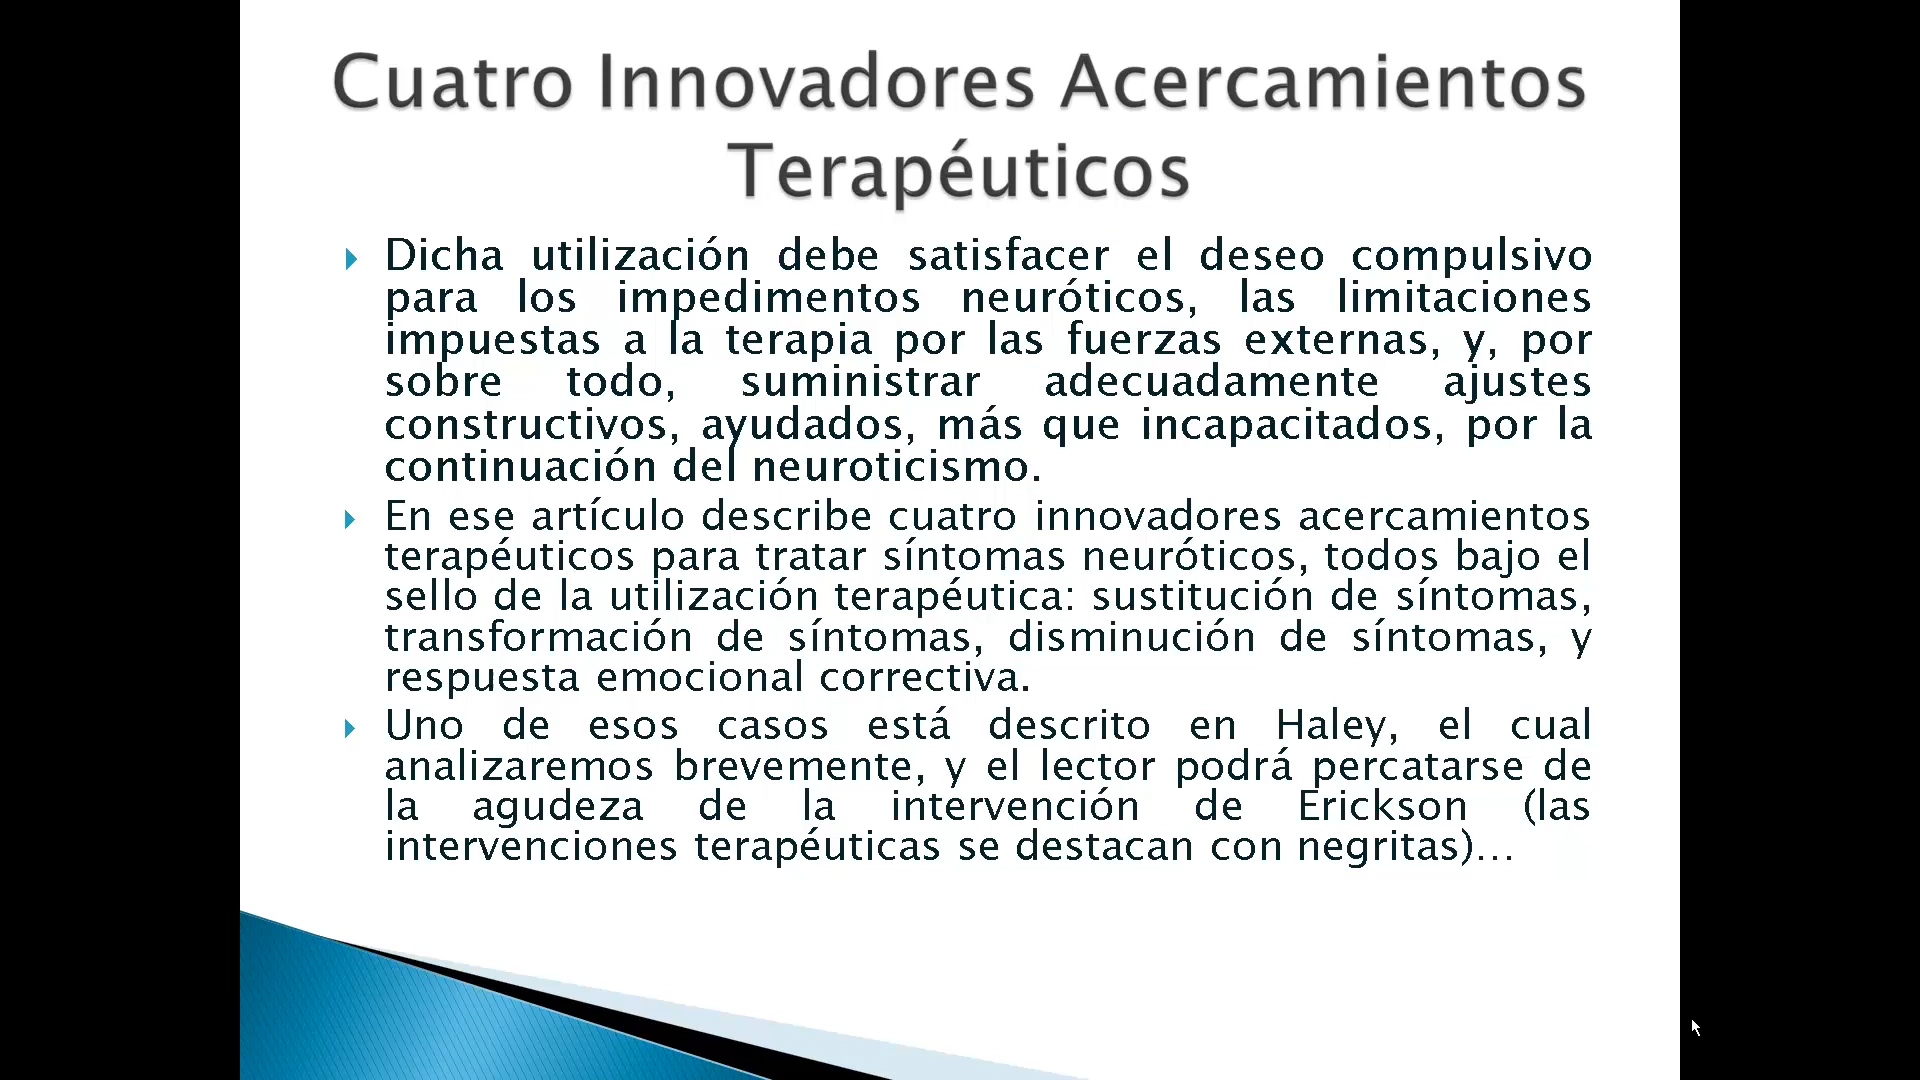 Cuatro Innovadores Acercamientos
Terapéuticos
Dicha utilización debe satisfacer el deseo compulsivo
para los impedimentos neuróticos, las limitaciones
impuestas a la terapia por las fuerzas externas, y, por
sobre todo, suministrar adecuadamente ajustes
constructivos, ayudados, más que incapacitados, por la
continuación del neuroticismo.
En ese artículo describe cuatro innovadores acercamientos
terapéuticos para tratar síntomas neuróticos, todos bajo el
sello de la utilización terapéutica: sustitución de síntomas,
transformación de síntomas, disminución de síntomas, y
respuesta emocional correctiva.
Uno de esos casos está descrito en Haley, el cual
analizaremos brevemente, y el lector podrá percatarse de
la agudeza de la intervención de Erickson (las
intervenciones terapéuticas se destacan con negritas)…